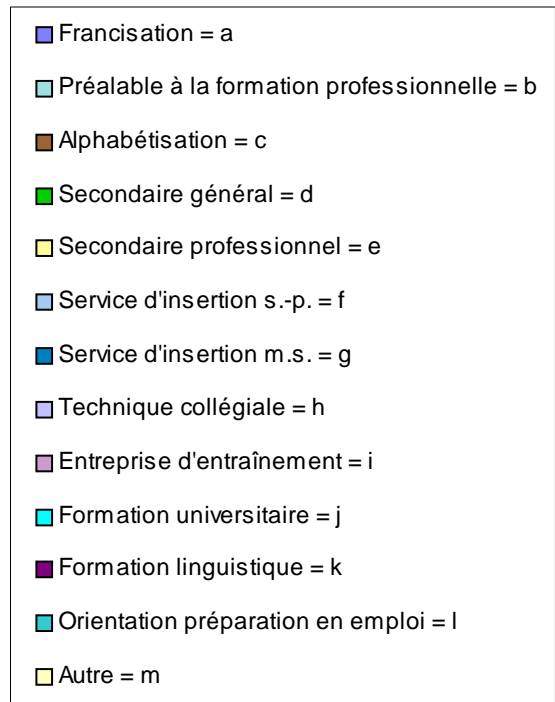 Francisation = a
Préalable à la formation professionnelle = b
Alphabétisation = c
Secondaire général = d
Secondaire professionnel = e
Service d'insertion s.-p. = f
Service d'insertion m.s. = g
Technique collégiale = h
Entreprise d'entraînement = i
Formation universitaire = j
Formation linguistique = k
Orientation préparation en emploi = l
Autre = m